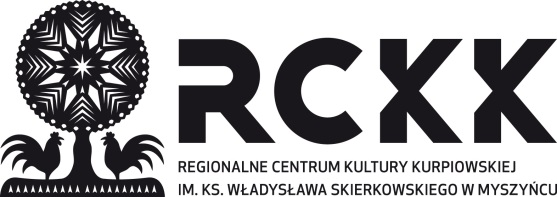 RCKK
REGIONALNE CENTRUM KULTURY KURPIOWSKIEJ
IM. KS. WŁADYSŁAWA SKIERKOWSKIEGO W MYSZYŃCU